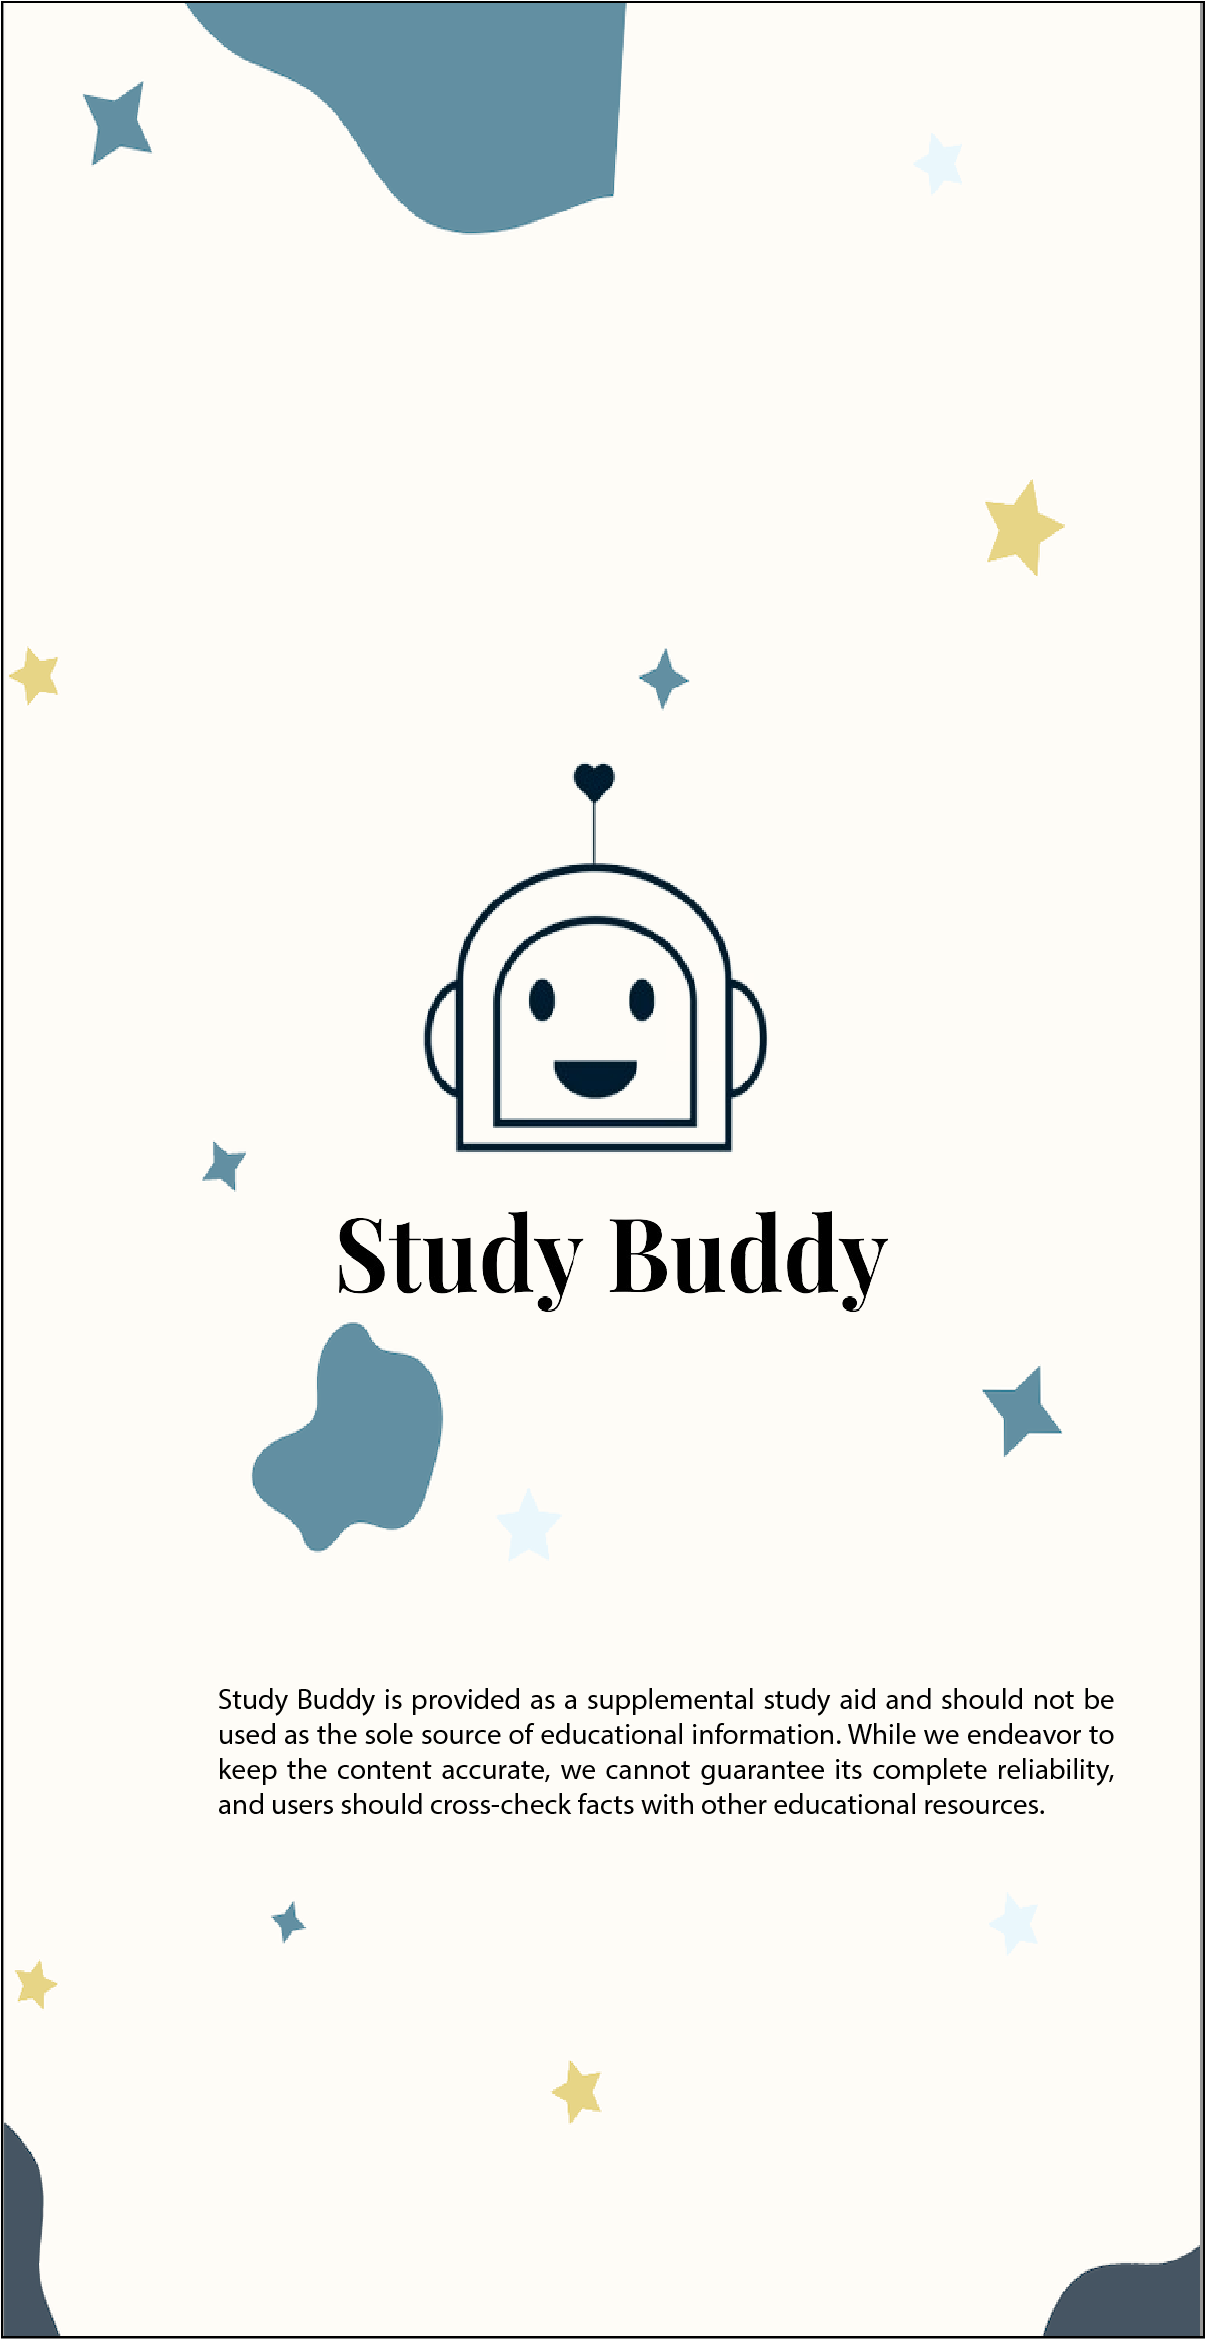 Study Buddy
Study Buddy is provided as a supplemental study aid and should not be
used as the sole source of educational information. While we endeavor to
keep the content accurate, we cannot guarantee its complete reliability,
and users should cross-check facts with other educational resources.